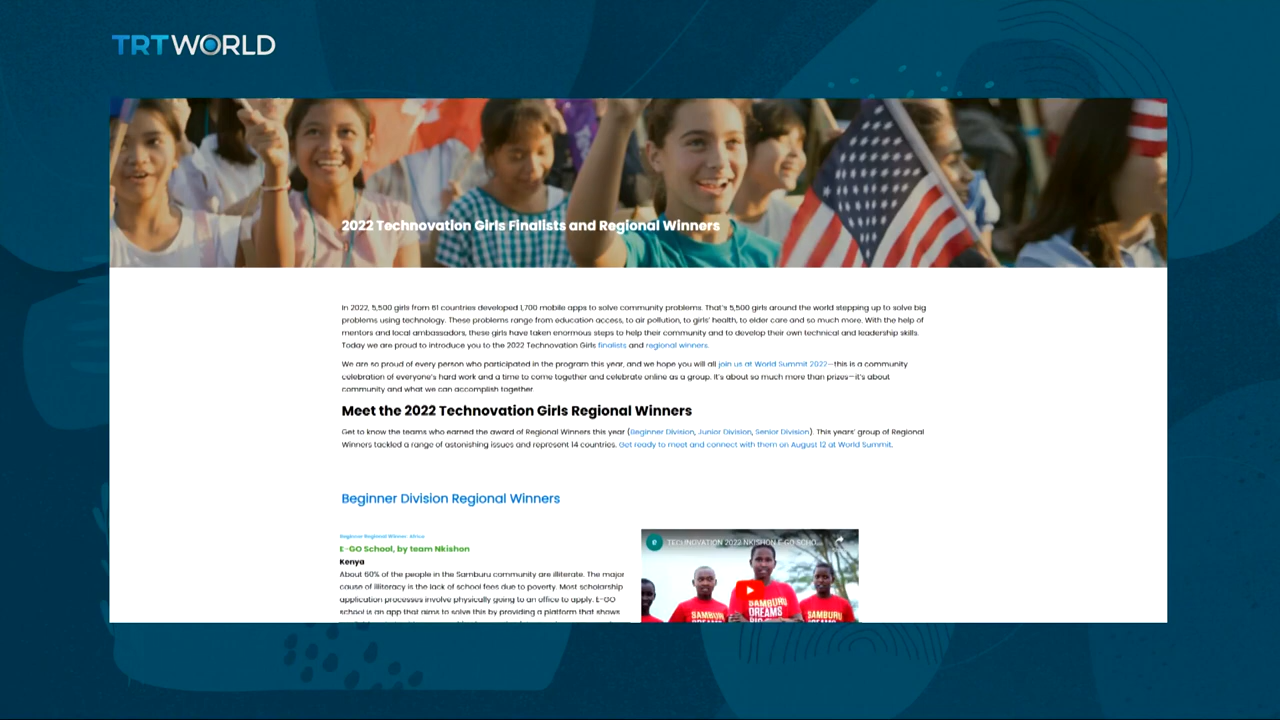 TRT WORLD
2022 Technovation Girls Finalists and Regional Winners
In 2022, 5,500 girls from 61 countries developed 1,700 mobile apps to solve community problems. That's 5,500 girls around the world stepping up to solve big
problems using technology. These problems range from education access, to air pollution, to girls' health, to elder care and so much more. With the help of
mentors and local ambassadors, these girls have taken enormous steps to help their community and to develop their own technical and leadership skills.
Today we are proud to introduce you to the 2022 Technovation Girls finalists and regional winners.
We are so proud of every person who participated in the program this year, and we hope you will all join us at World Summit 2022—this is a community
celebration of everyone's hard work and a time to come together and celebrate online as a group. It's about so much more than prizes—it's about
community and what we can accomplish together.
Meet the 2022 Technovation Girls Regional Winners
Get to know the teams who earned the award of Regional Winners this year (Beginner Division, Junior Division, Senior Division). This years' group of Regional
Winners tackled a range of astonishing issues and represent 14 countries. Get ready to meet and connect with them on August 12 at World Summit.
Beginner Division Regional Winners
Beginner Regional Winner: Africa
E-GO School, by team Nkishon
Kenya
About 60% of the people in the Samburu community are illiterate. The major
cause of illiteracy is the lack of school fees due to poverty. Most scholarship
application processes involve physically going to an office to apply. E-GO
school is an app that aims to solve this by providing a platform that shows
e TECHNOVATION 2022 NKISHON E-GO SCHO...
SAMBURU
DREAMS
SAMBURU
SAMBURU